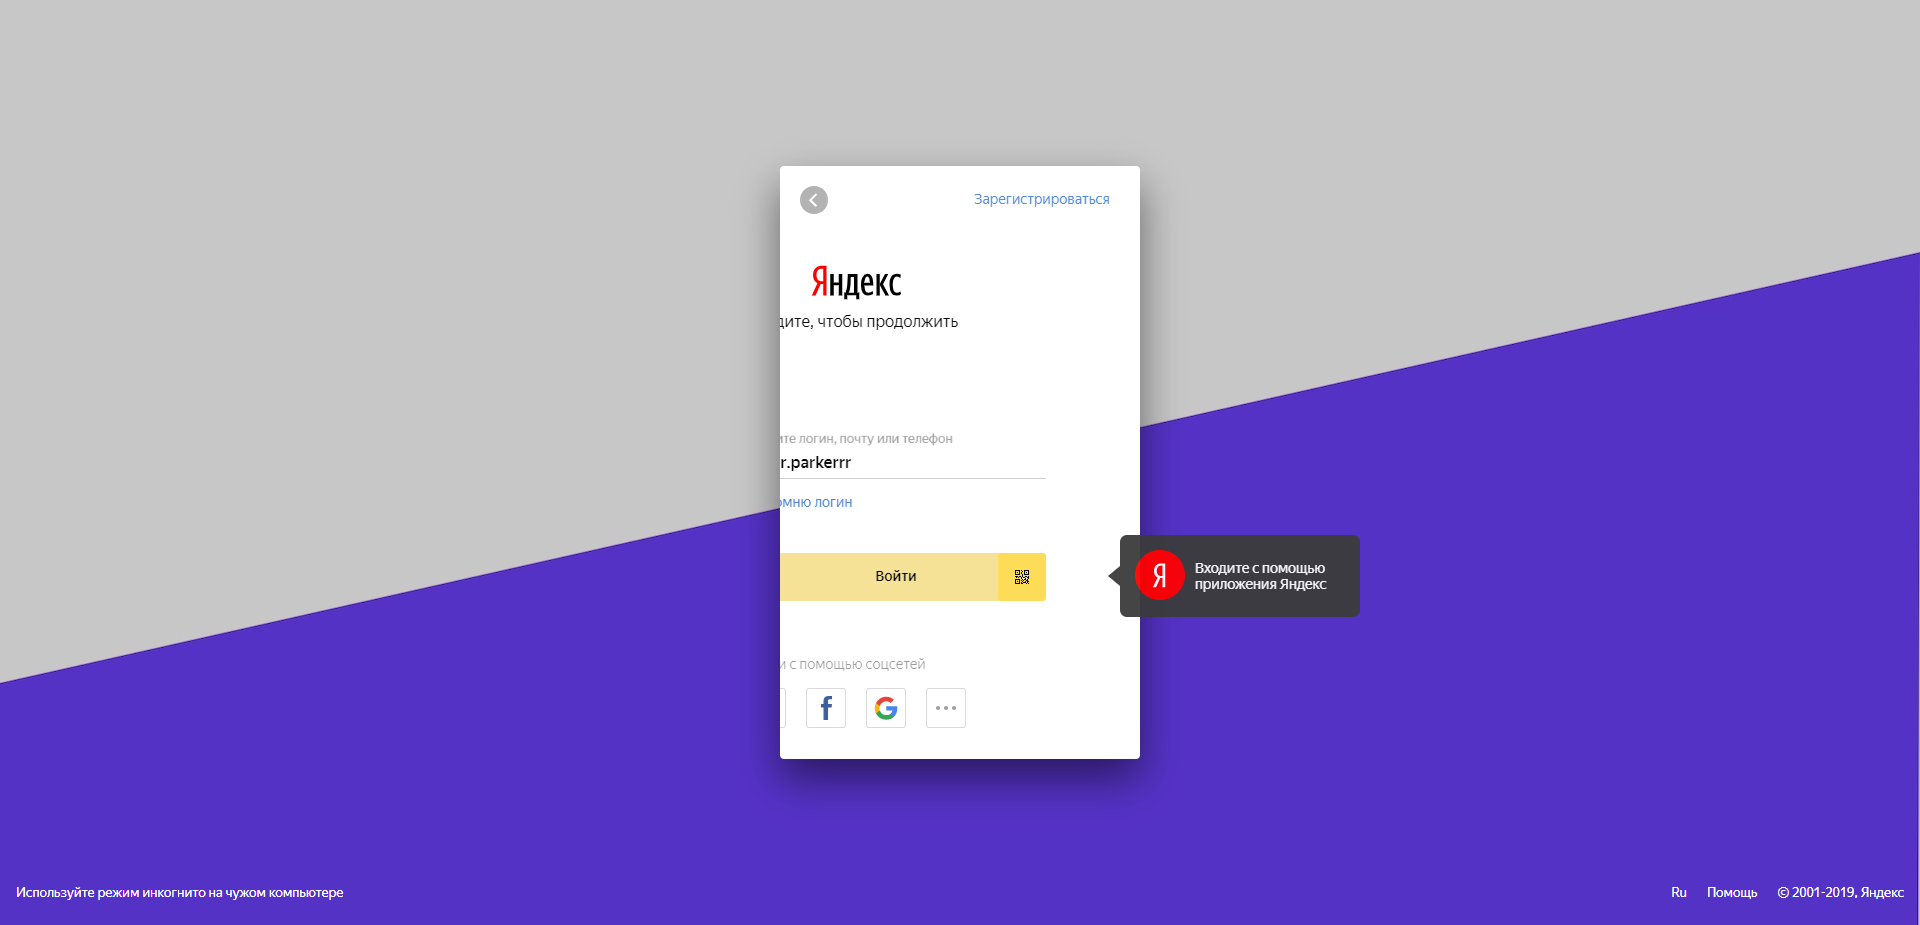 Зарегистрироваться
Яндекс
дите, чтобы продолжить
ите логин, почту или телефон
r.parkerrr
омню логин
Войти
Я
Входите с помощью
приложения Яндекс
и с помощью соцсетей
Используйте режим инкогнито на чужом компьютере
Ru Помощь © 2001-2019, Яндекс